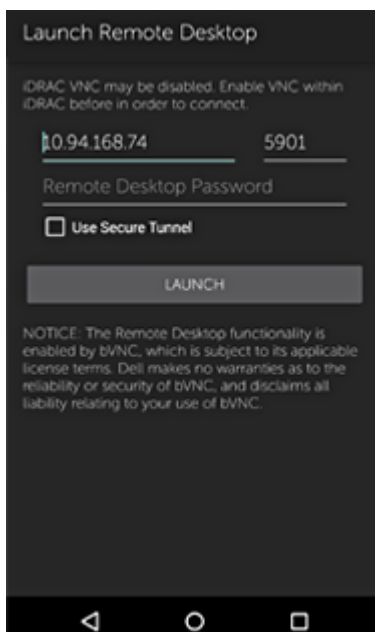 Launch Remote Desktop
iDRAC VNC may be disabled. Enable VNC within
iDRAC before in order to connect.
10.94.168.74 5901
Remote Desktop Password
Use Secure Tunnel
LAUNCH
NOTICE: The Remote Desktop functionality is
enabled by bVNC, which is subject to its applicable
license terms. Dell makes no warranties as to the
reliability or security of bVNC, and disclaims all
liability relating to your use of bVNC.